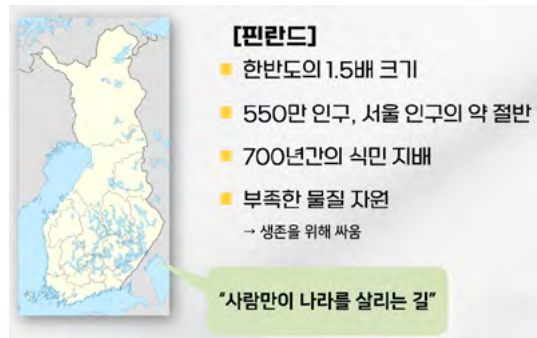 [핀란드]
한반도의 1.5배 크기
550만 인구, 서울 인구의 약 절반
700년간의 식민 지배
부족한 물질 자원
→ 생존을 위해 싸움
"사람만이 나라를 살리는 길"